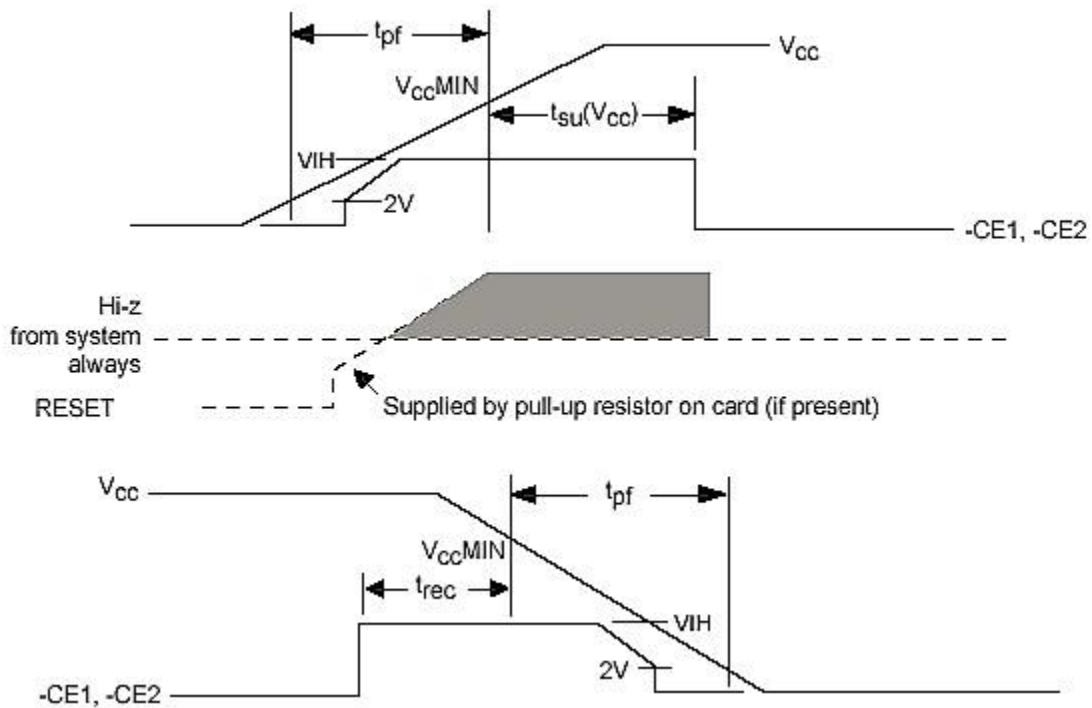 tpf
VCC
VCCMIN
tsu(VCC)
VIH
2V
-CE1, -CE2
Hi-z
from system
always
RESET
Supplied by pull-up resistor on card (if present)
VCC
tpf
VCCMIN
trec
VIH
2V
-CE1, -CE2